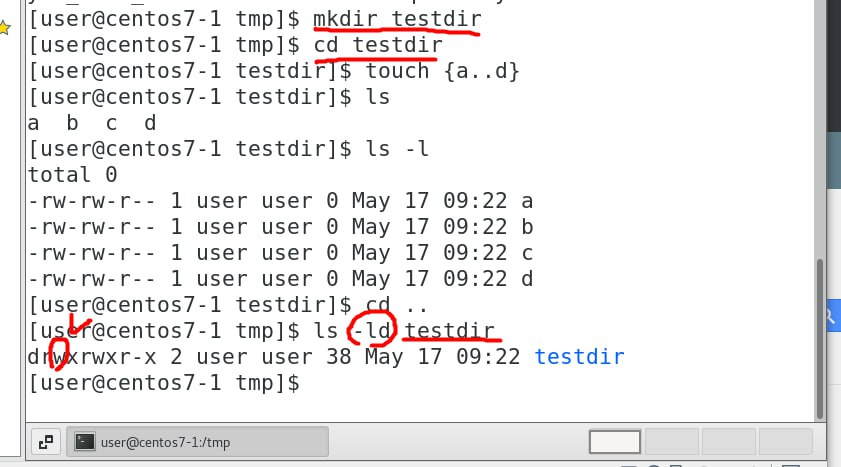 [user@centos7-1 tmp]$ mkdir testdir
[user@centos7-1 tmp]$ cd testdir
[user@centos7-1 testdir]$ touch {a..d}
[user@centos7-1 testdir]$ ls
a  b  c  d
[user@centos7-1 testdir]$ ls -l
total 0
-rw-rw-r-- 1 user user 0 May 17 09:22 a
-rw-rw-r-- 1 user user 0 May 17 09:22 b
-rw-rw-r-- 1 user user 0 May 17 09:22 c
-rw-rw-r-- 1 user user 0 May 17 09:22 d
[user@centos7-1 testdir]$ cd ..
[user@centos7-1 tmp]$ ls -ld testdir
drwxrwxr-x 2 user user 38 May 17 09:22 testdir
[user@centos7-1 tmp]$
user@centos7-1:/tmp